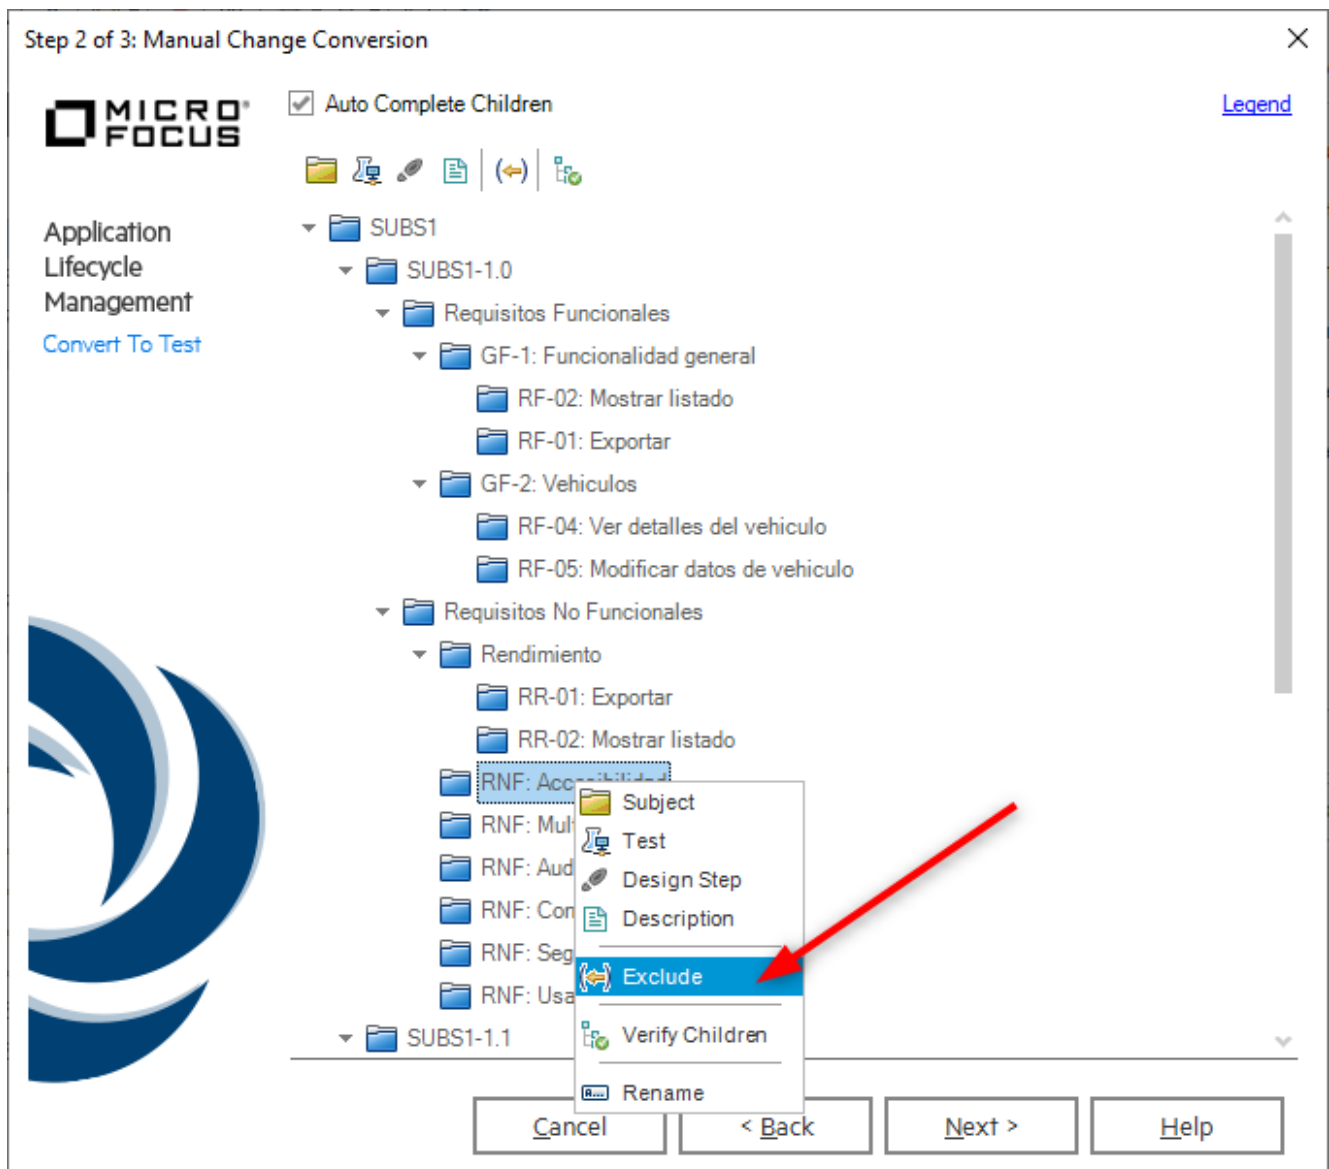 Step 2 of 3: Manual Change Conversion
MICRO
FOCUS
Auto Complete Children
Legend
Application
Lifecycle
Management
Convert To Test
SUBS1
SUBS1-1.0
Requisitos Funcionales
GF-1: Funcionalidad general
RF-02: Mostrar listado
RF-01: Exportar
GF-2: Vehiculos
RF-04: Ver detalles del vehiculo
RF-05: Modificar datos de vehiculo
Requisitos No Funcionales
Rendimiento
RR-01: Exportar
RR-02: Mostrar listado
RNF: Accesibilidad
RNF:
RNF:
RNF:
RNF:
RNF:
SUBS1-1.1
Subject
Test
Design Step
Description
Exclude
Verify Children
Rename
Cancel
< Back
Next >
Help